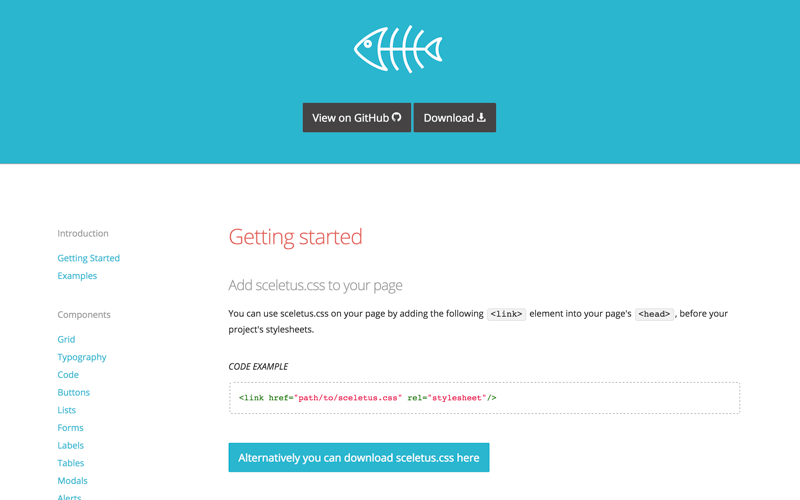 View on GitHub
Download
Introduction
Getting Started
Examples
Components
Grid
Typography
Code
Buttons
Lists
Forms
Labels
Tables
Modals
Alerts
Getting started
Add sceletus.css to your page
You can use sceletus.css on your page by adding the following <link> element into your page's <head>, before your
project's stylesheets.
CODE EXAMPLE
<link href="path/to/sceletus.css" rel="stylesheet"/>
Alternatively you can download sceletus.css here